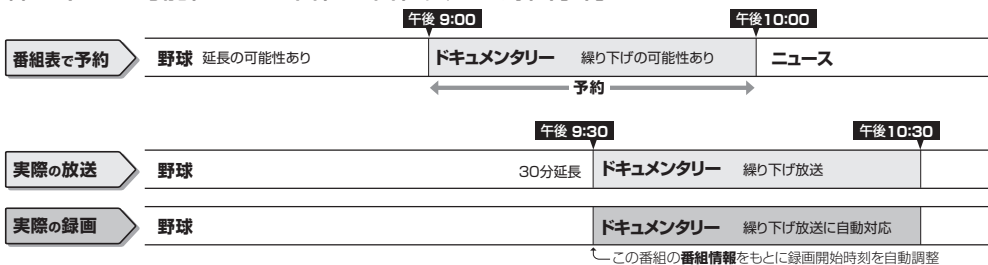 午後 9:00 午後10:00
番組表で予約 野球 延長の可能性あり ドキュメンタリー 繰り下げの可能性あり ニュース
予約
午後 9:30 午後10:30
実際の放送 野球 30分延長 ドキュメンタリー 繰り下げ放送
実際の録画 野球 ドキュメンタリー 繰り下げ放送に自動対応
この番組の番組情報をもとに録画開始時刻を自動調整